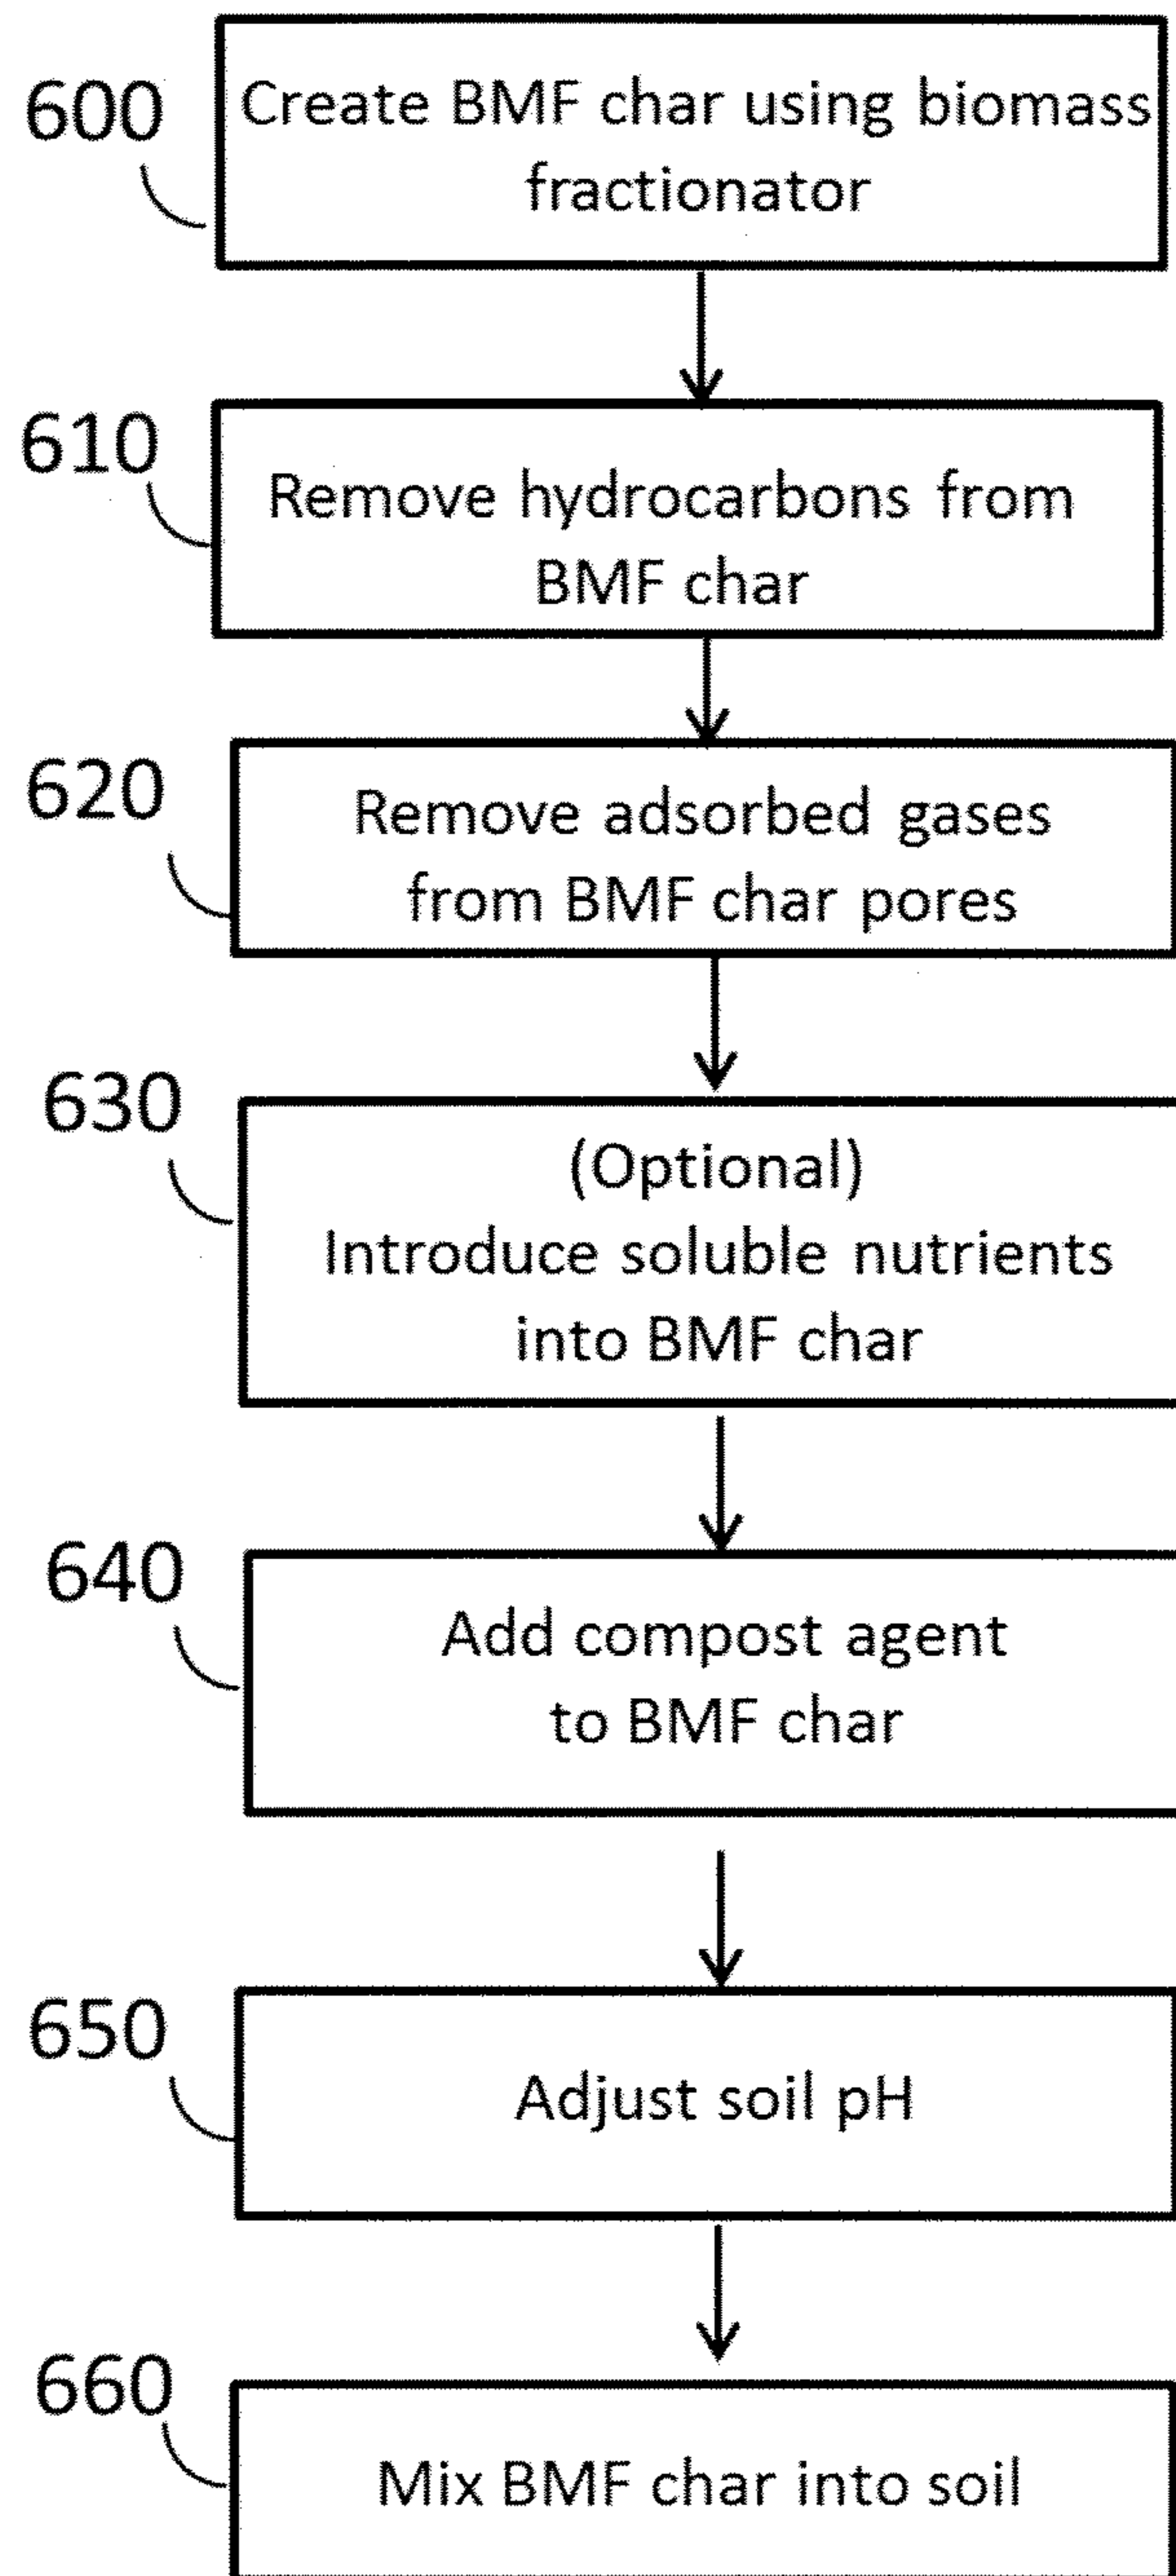 600
Create BMF char using biomass
fractionator
610
Remove hydrocarbons from
BMF char
620
Remove adsorbed gases
from BMF char pores
630
(Optional)
Introduce soluble nutrients
into BMF char
640
Add compost agent
to BMF char
650
Adjust soil pH
660
Mix BMF char into soil